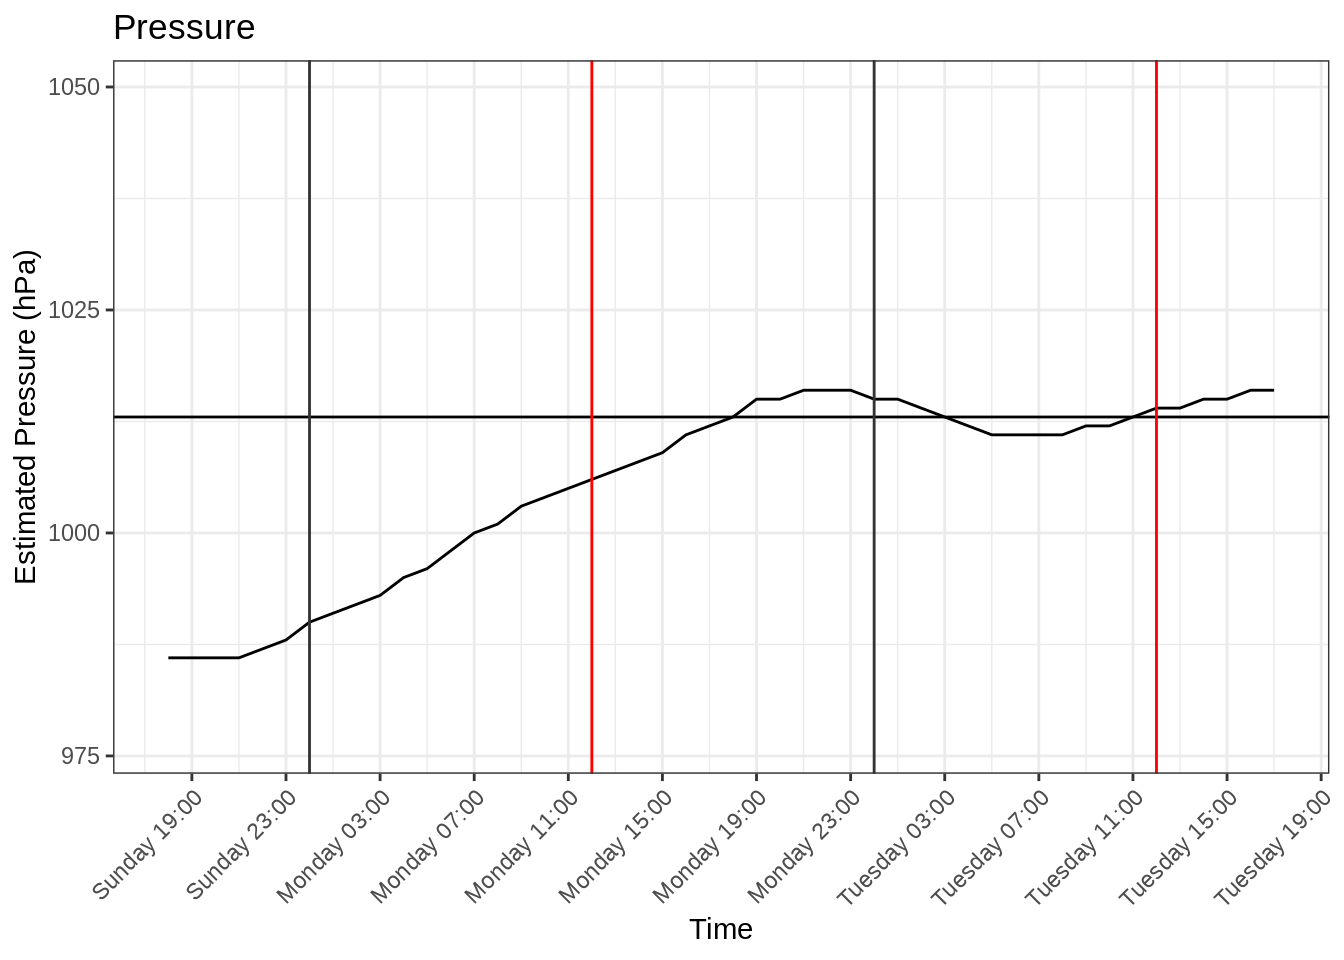 Pressure
Estimated Pressure (hPa)
1050
1025
1000
975
Sunday 19:00
Sunday 23:00
Monday 03:00
Monday 07:00
Monday 11:00
Monday 15:00
Monday 19:00
Monday 23:00
Tuesday 03:00
Tuesday 07:00
Tuesday 11:00
Tuesday 15:00
Tuesday 19:00
Time